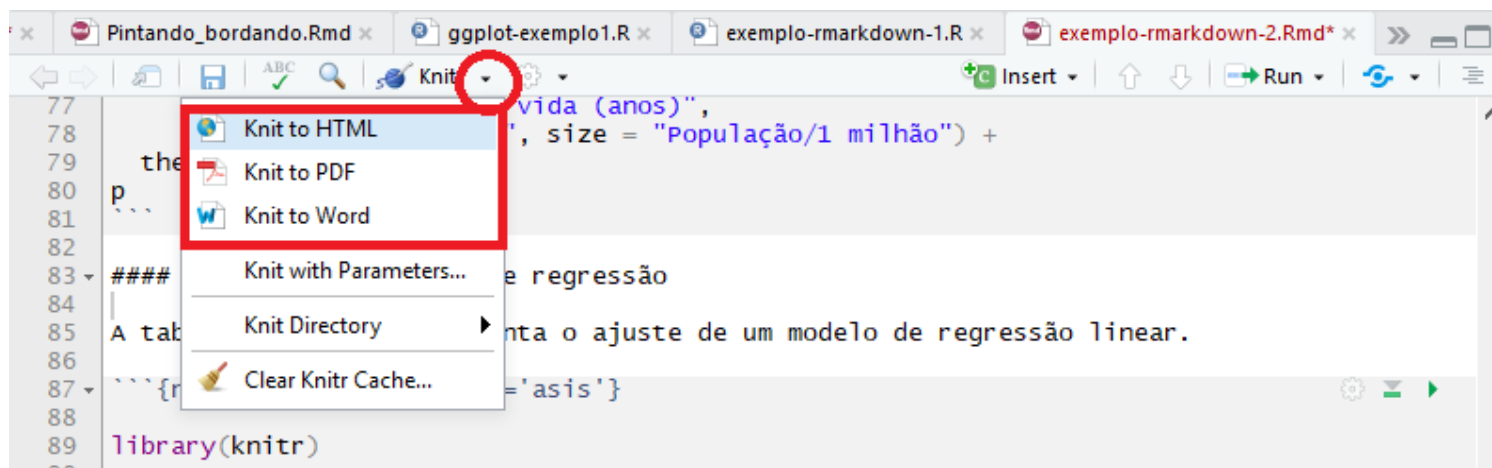 Pintando_bordando.Rmd × ggplot-exemplo1.R × exemplo-rmarkdown-1.R × exemplo-rmarkdown-2.Rmd* ×
ABC Knit Insert Run
77 vida (anos)",
78 ", size = "População/1 milhão") +
79 the
80 p
81 ```
82
83 #### e regressão
84
85 A tab nta o ajuste de um modelo de regressão linear.
86
87 ```{r ='asis'}
88
89 library(knitr)
Knit to HTML
Knit to PDF
Knit to Word
Knit with Parameters...
Knit Directory
Clear Knitr Cache...